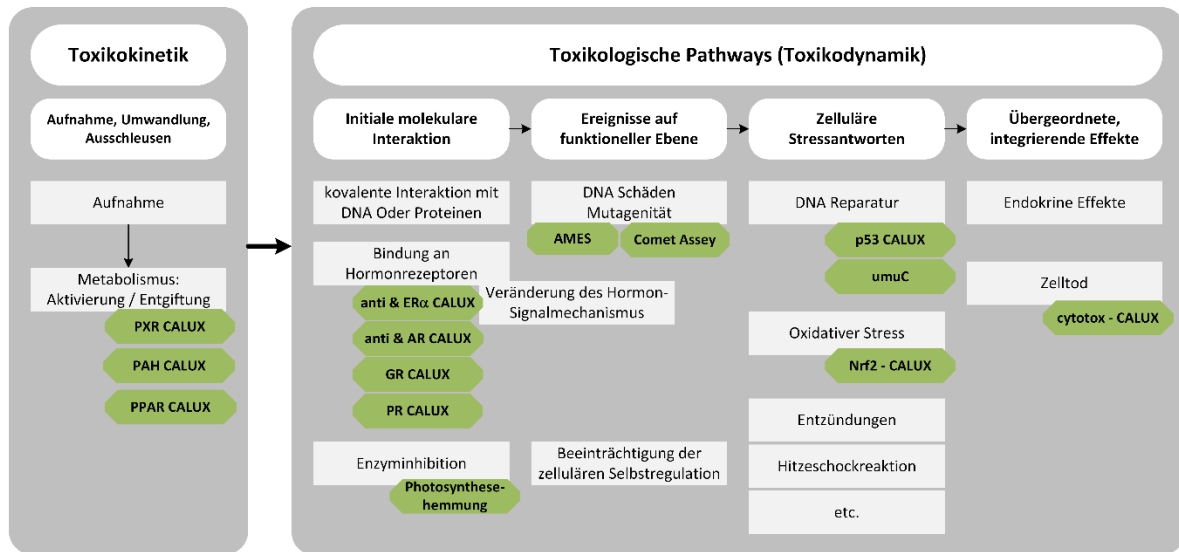 Toxikokinetik
Aufnahme, Umwandlung,
Ausschleusen
Aufnahme
Metabolismus:
Aktivierung / Entgiftung
PXR CALUX
PAH CALUX
PPAR CALUX
Toxikologische Pathways (Toxikodynamik)
Initiale molekulare
Interaktion
kovalente Interaktion mit
DNA Oder Proteinen
Bindung an
Hormonrezeptoren
anti & ERα CALUX
anti & AR CALUX
GR CALUX
PR CALUX
Enzyminhibition
Photosynthese-
hemmung
Ereignisse auf
funktioneller Ebene
DNA Schäden
Mutagenität
AMES
Comet Assey
Veränderung des Hormon-
Signalmechanismus
Beeinträchtigung der
zellulären Selbstregulation
Zelluläre
Stressantworten
DNA Reparatur
p53 CALUX
umuC
Oxidativer Stress
Nrf2 - CALUX
Entzündungen
Hitzeschockreaktion
etc.
Übergeordnete,
integrierende Effekte
Endokrine Effekte
Zelltod
cytotox - CALUX